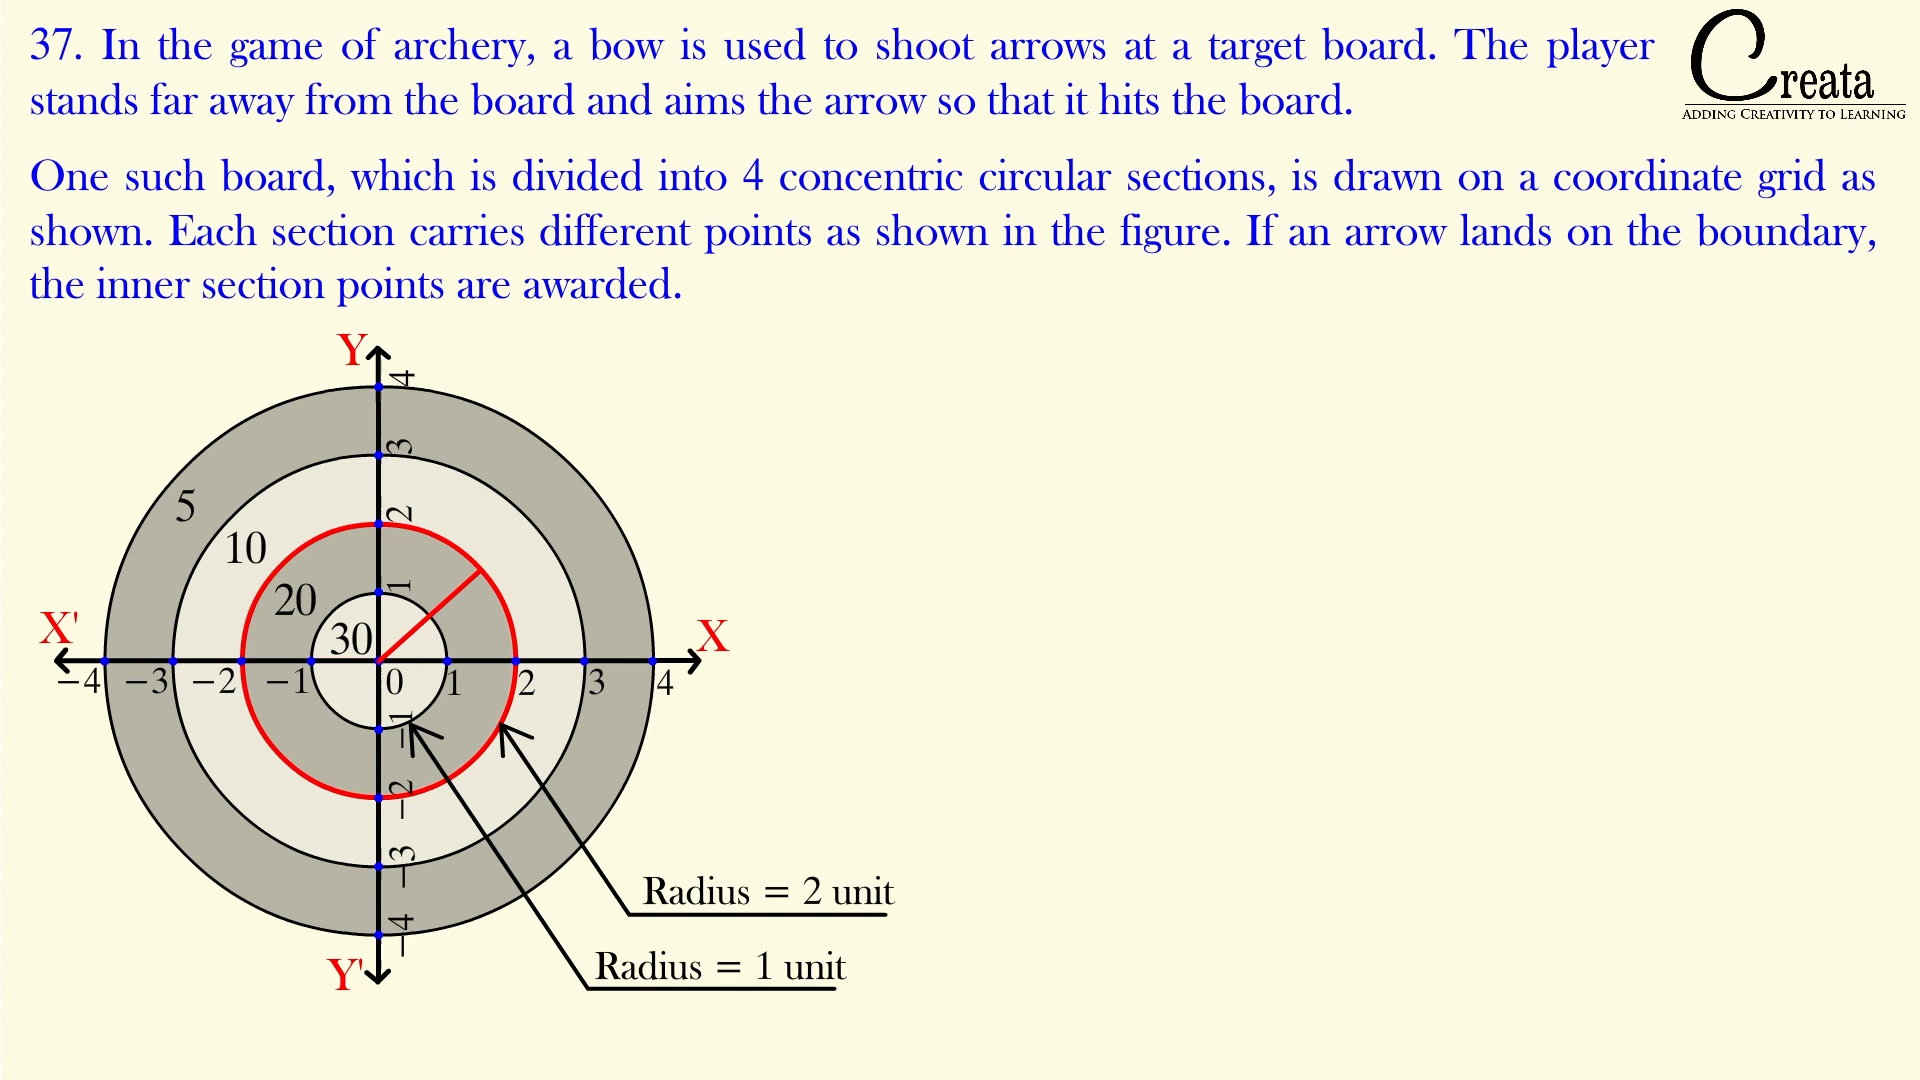 37. In the game of archery, a bow is used to shoot arrows at a target board. The player
stands far away from the board and aims the arrow so that it hits the board.
Creata
ADDING CREATIVITY TO LEARNING
One such board, which is divided into 4 concentric circular sections, is drawn on a coordinate grid as
shown. Each section carries different points as shown in the figure. If an arrow lands on the boundary,
the inner section points are awarded.
Y
4
3
5
2
10
1
20
30
X'
X
−4 −3 −2 −1 0 1 2 3 4
−1
−2
−3
−4
Radius = 2 unit
Radius = 1 unit
Y'